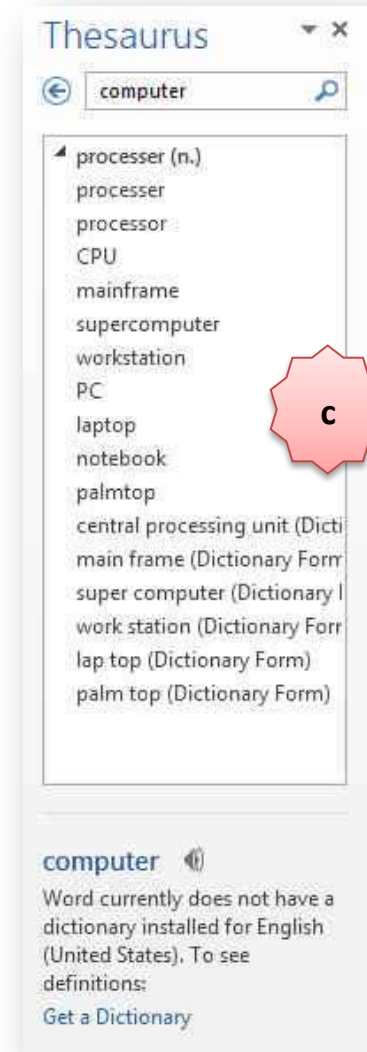 Thesaurus
computer
processer (n.)
processer
processor
CPU
mainframe
supercomputer
workstation
PC
laptop
c
notebook
palmtop
central processing unit (Dicti
main frame (Dictionary Form
super computer (Dictionary
work station (Dictionary Forr
lap top (Dictionary Form)
palm top (Dictionary Form)
computer
Word currently does not have a
dictionary installed for English
(United States). To see
definitions:
Get a Dictionary